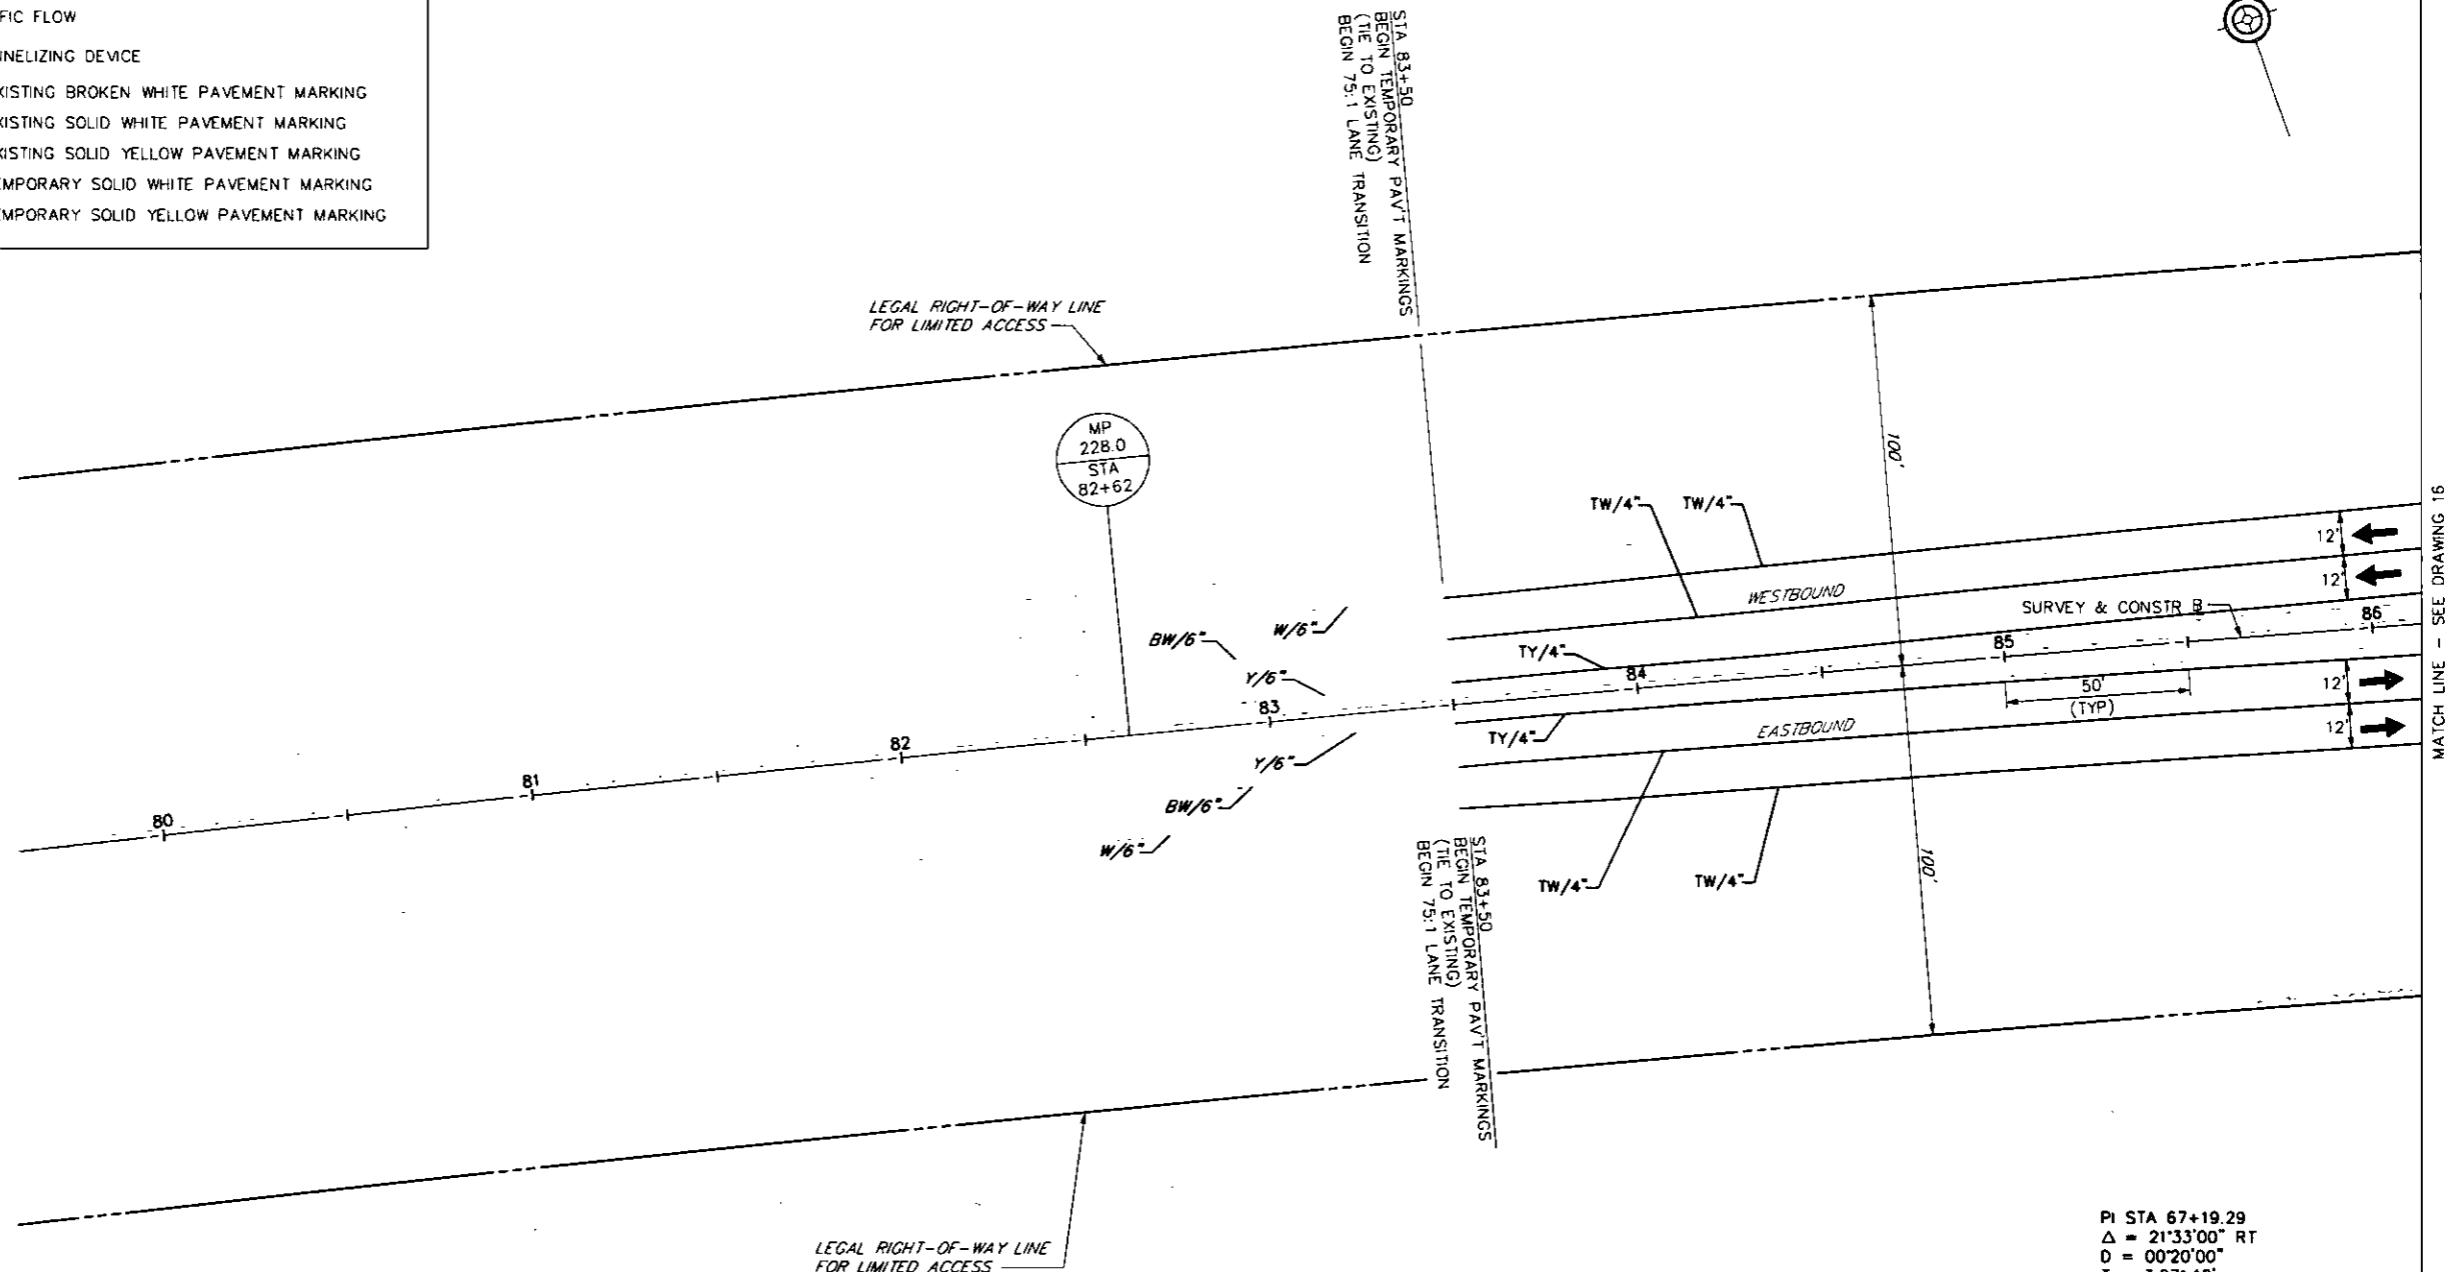 FIC FLOW
NELIZING DEVICE
XISTING BROKEN WHITE PAVEMENT MARKING
XISTING SOLID WHITE PAVEMENT MARKING
XISTING SOLID YELLOW PAVEMENT MARKING
EMPORARY SOLID WHITE PAVEMENT MARKING
EMPORARY SOLID YELLOW PAVEMENT MARKING
STA 83+50
BEGIN TEMPORARY PAV'T MARKINGS
(TIE TO EXISTING)
BEGIN 75:1 LANE TRANSITION
LEGAL RIGHT-OF-WAY LINE
FOR LIMITED ACCESS
MP
228.0
STA
82+62
100'
TW/4"
TW/4"
12'
12'
WESTBOUND
SURVEY & CONSTR B
86
BW/6"
W/6"
TY/4"
85
Y/6"
84
83
50'
(TYP)
12'
12'
EASTBOUND
TY/4"
82
Y/6"
81
BW/6"
80
W/6"
TW/4"
TW/4"
100'
MATCH LINE - SEE DRAWING 16
STA 83+50
BEGIN TEMPORARY PAV'T MARKINGS
(TIE TO EXISTING)
BEGIN 75:1 LANE TRANSITION
LEGAL RIGHT-OF-WAY LINE
FOR LIMITED ACCESS
PI STA 67+19.29
Δ = 21°33'00" RT
D = 00°20'00"